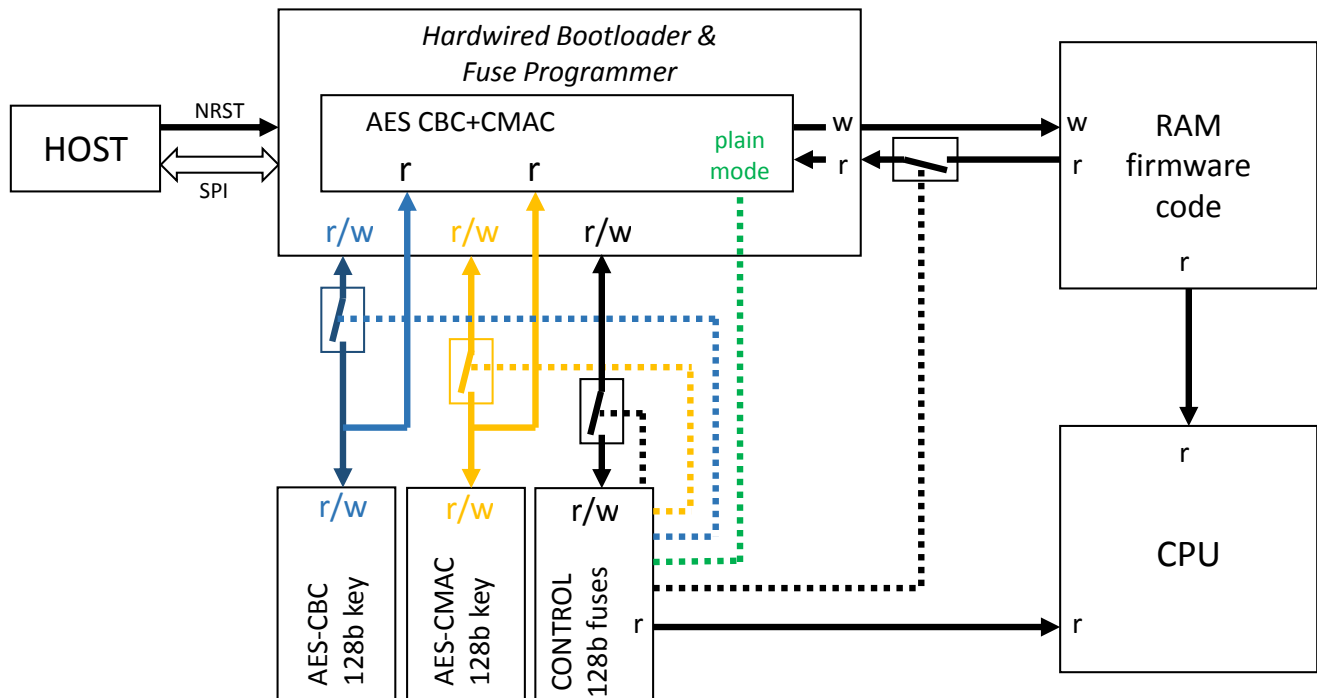 Hardwired Bootloader &
Fuse Programmer
HOST
NRST
SPI
AES CBC+CMAC
plain
mode
r
r
w
r
w
r
RAM
firmware
code
r
r/w
r/w
r/w
r/w
r/w
r/w
AES-CBC
128b key
AES-CMAC
128b key
CONTROL
128b fuses
r
r
r
CPU